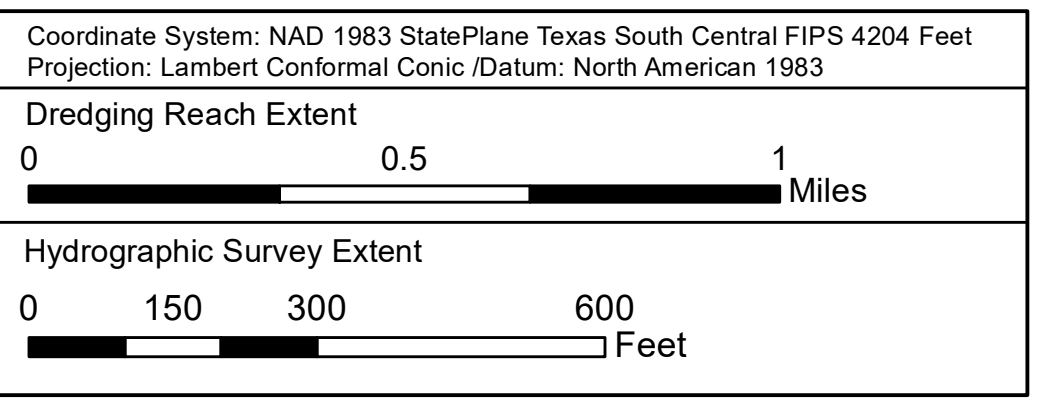 Coordinate System: NAD 1983 StatePlane Texas South Central FIPS 4204 Feet
Projection: Lambert Conformal Conic /Datum: North American 1983
Dredging Reach Extent
0 0.5 1
Miles
Hydrographic Survey Extent
0 150 300 600
Feet